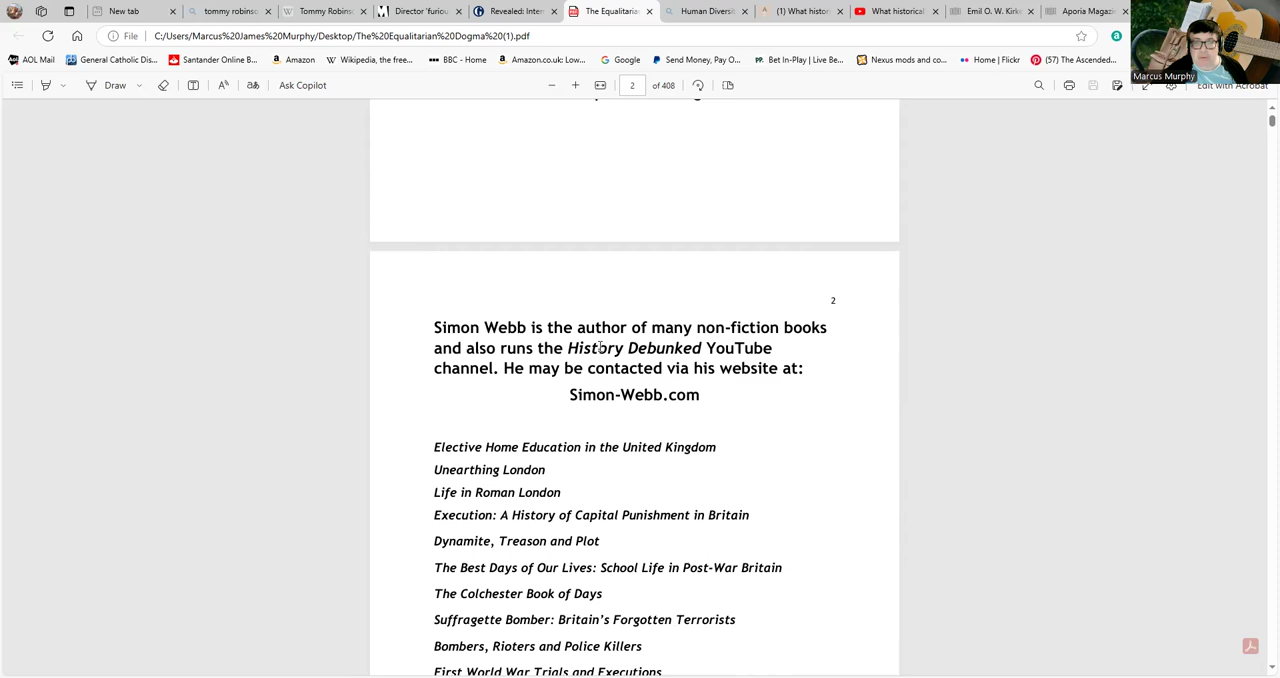 New tab
tommy robinso
Tommy Robins
Director 'furiou
Revealed: Inter
The Equalitaria
Human Diversit
(1) What histor
What historical
Emil O. W. Kirke
Aporia Magazin
File
C:/Users/Marcus%20James%20Murphy/Desktop/The%20Equalitarian%20Dogma%20(1).pdf
AOL Mail
General Catholic Dis...
Santander Online B...
Amazon
Wikipedia, the free...
BBC - Home
Amazon.co.uk: Low...
Google
Send Money, Pay O...
Bet In-Play | Live Be...
Nexus mods and co...
Home | Flickr
(57) The Ascended...
Marcus Murphy
Draw
aあ
Ask Copilot
2
of 408
Edit with Acrobat
2
Simon Webb is the author of many non-fiction books
and also runs the History Debunked YouTube
channel. He may be contacted via his website at:
Simon-Webb.com
Elective Home Education in the United Kingdom
Unearthing London
Life in Roman London
Execution: A History of Capital Punishment in Britain
Dynamite, Treason and Plot
The Best Days of Our Lives: School Life in Post-War Britain
The Colchester Book of Days
Suffragette Bomber: Britain's Forgotten Terrorists
Bombers, Rioters and Police Killers
First World War Trials and Executions